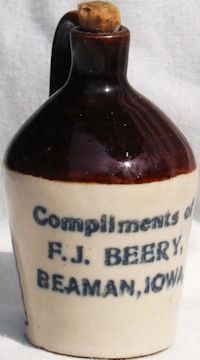 Compliments of
F.J. BEERY,
BEAMAN, IOWA